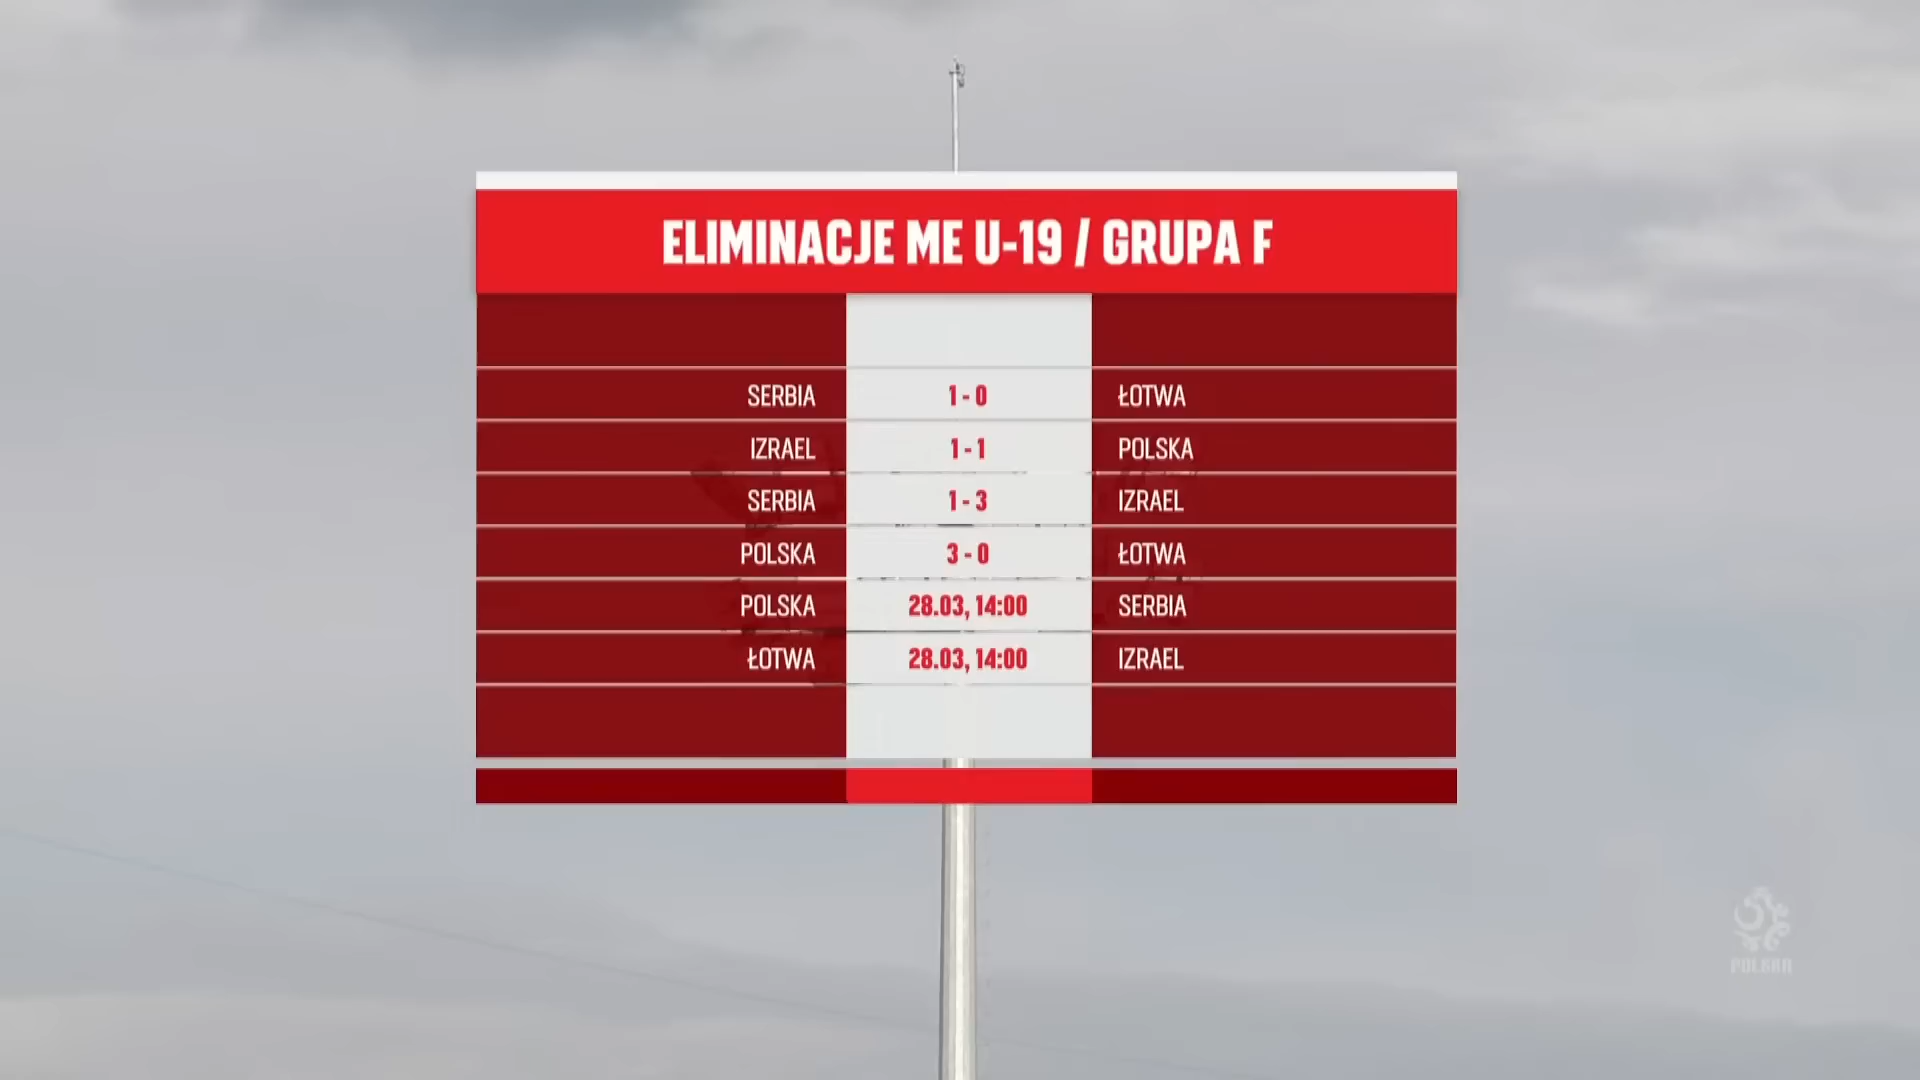 ELIMINACJE ME U-19 / GRUPA F
SERBIA 1 - 0 ŁOTWA
IZRAEL 1 - 1 POLSKA
SERBIA 1 - 3 IZRAEL
POLSKA 3 - 0 ŁOTWA
POLSKA 28.03, 14:00 SERBIA
ŁOTWA 28.03, 14:00 IZRAEL
POLSKA